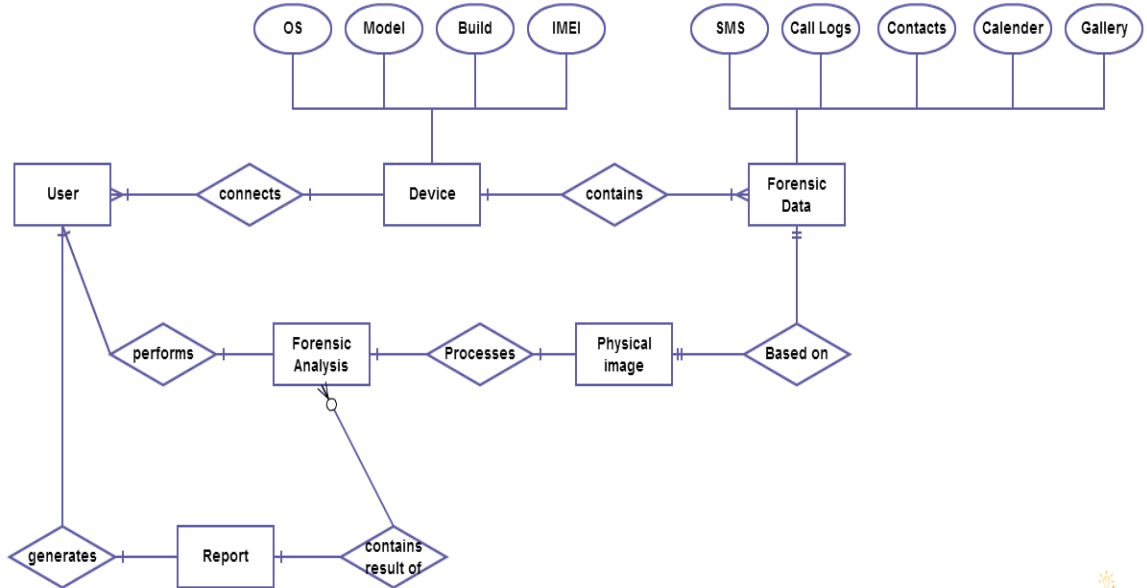 OS
Model
Build
IMEI
SMS
Call Logs
Contacts
Calender
Gallery
User
connects
Device
contains
Forensic
Data
performs
Forensic
Analysis
Processes
Physical
image
Based on
generates
Report
contains
result of